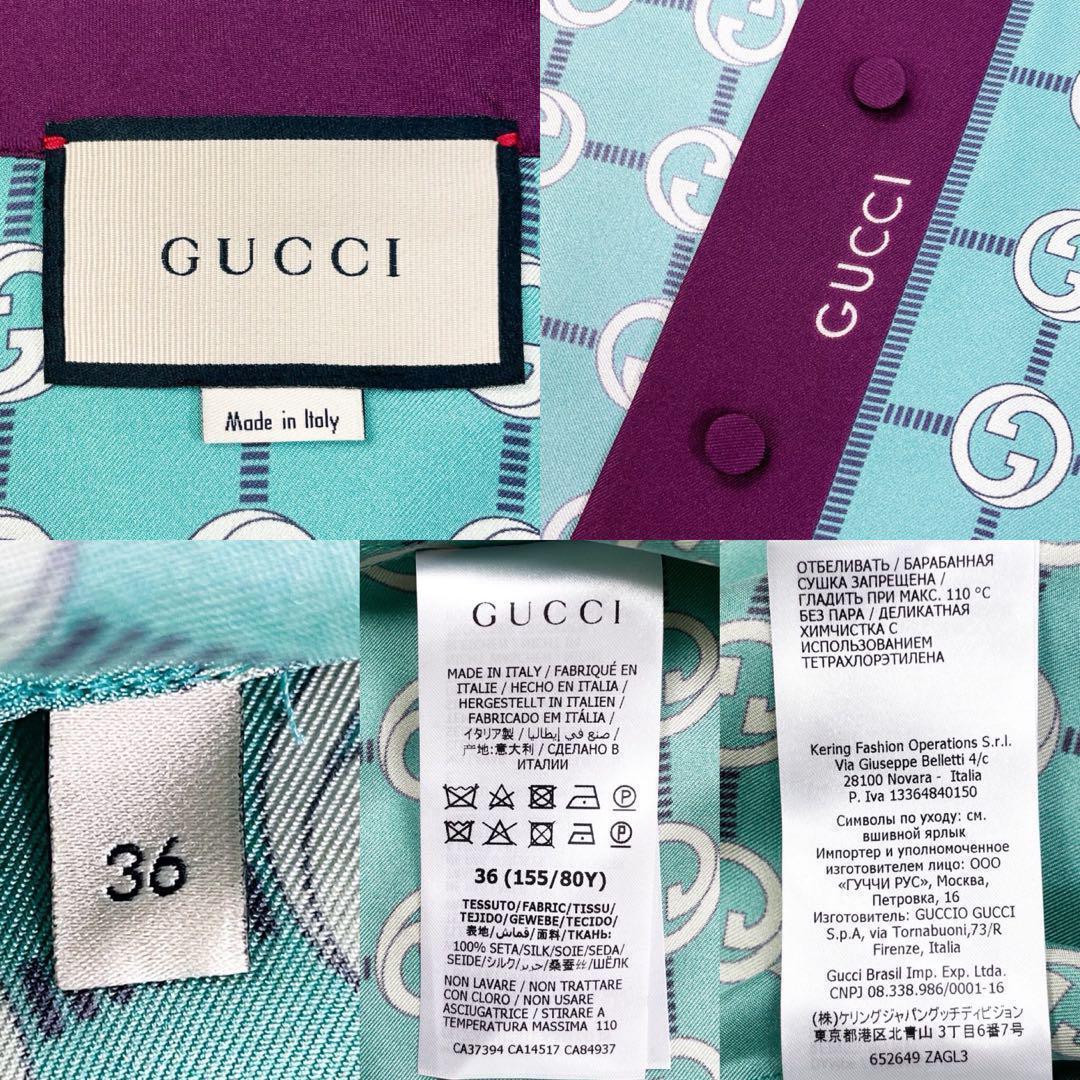 GUCCI
Made in Italy
GUCCI
36
GUCCI
MADE IN ITALY / FABRIQUÉ EN
ITALIE / HECHO EN ITALIA /
HERGESTELLT IN ITALIEN /
FABRICADO EM ITÁLIA /
イタリア製 / صنع في إيطاليا /
产地:意大利 / СДЕЛАНО В
ИТАЛИИ
36 (155/80Y)
TESSUTO/FABRIC/TISSU/
TEJIDO/GEWEBE/TECIDO/
表地/قماش/面料/ТКАНЬ:
100% SETA/SILK/SOIE/SEDA/
SEIDE/シルク/حرير/桑蚕丝/ШЁЛК
NON LAVARE / NON TRATTARE
CON CLORO / NON USARE
ASCIUGATRICE / STIRARE A
TEMPERATURA MASSIMA 110
CA37394 CA14517 CA84937
ОТБЕЛИВАТЬ / БАРАБАННАЯ
СУШКА ЗАПРЕЩЕНА /
ГЛАДИТЬ ПРИ МАКС. 110 °C
БЕЗ ПАРА / ДЕЛИКАТНАЯ
ХИМЧИСТКА С
ИСПОЛЬЗОВАНИЕМ
ТЕТРАХЛОРЭТИЛЕНА
Kering Fashion Operations S.r.l.
Via Giuseppe Belletti 4/c
28100 Novara - Italia
P. Iva 13364840150
Символы по уходу: см.
вшивной ярлык
Импортер и уполномоченное
изготовителем лицо: ООО
«ГУЧЧИ РУС», Москва,
Петровка, 16
Изготовитель: GUCCIO GUCCI
S.p.A, via Tornabuoni,73/R
Firenze, Italia
Gucci Brasil Imp. Exp. Ltda.
CNPJ 08.338.986/0001-16
(株)ケリングジャパングッチディビジョン
東京都港区北青山 3丁目6番7号
652649 ZAGL3